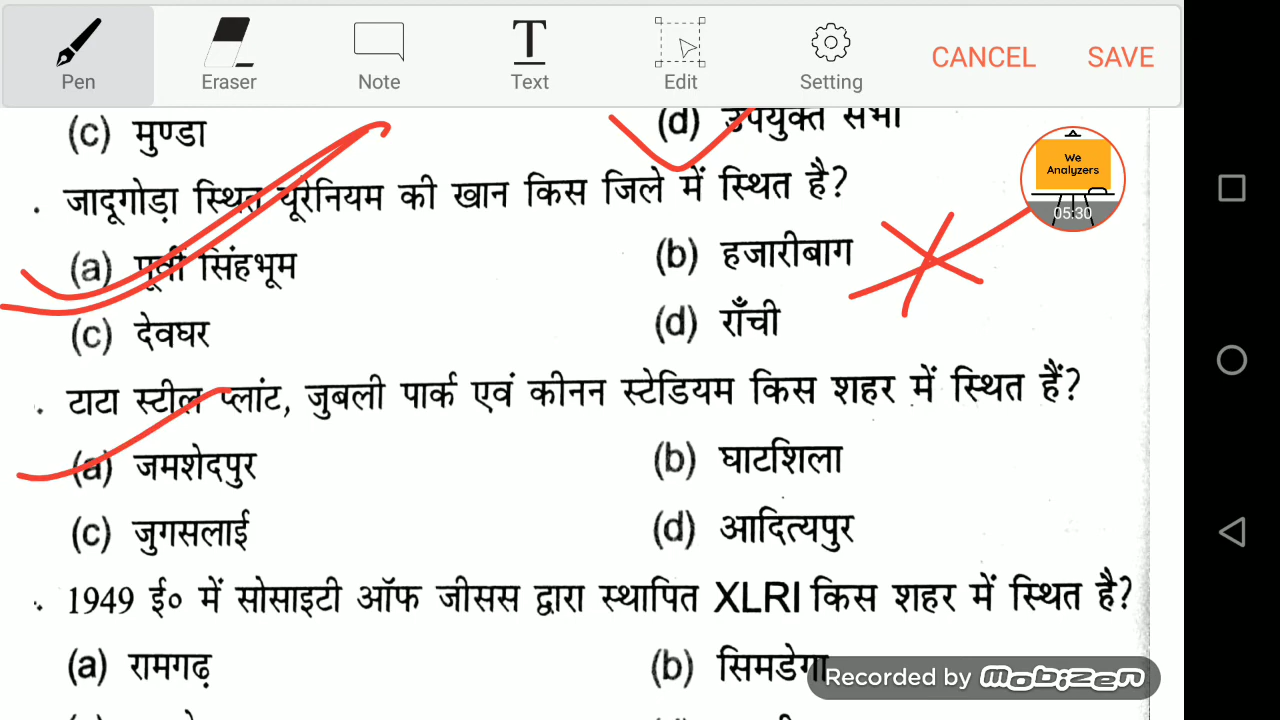 Pen Eraser Note Text Edit Setting CANCEL SAVE
(c) मुण्डा (d) उपयुक्त सभी
We
Analyzers
05:30
जादूगोड़ा स्थित यूरेनियम की खान किस जिले में स्थित है?
(a) पूर्वी सिंहभूम (b) हजारीबाग
(c) देवघर (d) राँची
टाटा स्टील प्लांट, जुबली पार्क एवं कीनन स्टेडियम किस शहर में स्थित हैं?
(a) जमशेदपुर (b) घाटशिला
(c) जुगसलाई (d) आदित्यपुर
1949 ई० में सोसाइटी ऑफ जीसस द्वारा स्थापित XLRI किस शहर में स्थित है?
(a) रामगढ़ (b) सिमडेगा
Recorded by MOBIZEN